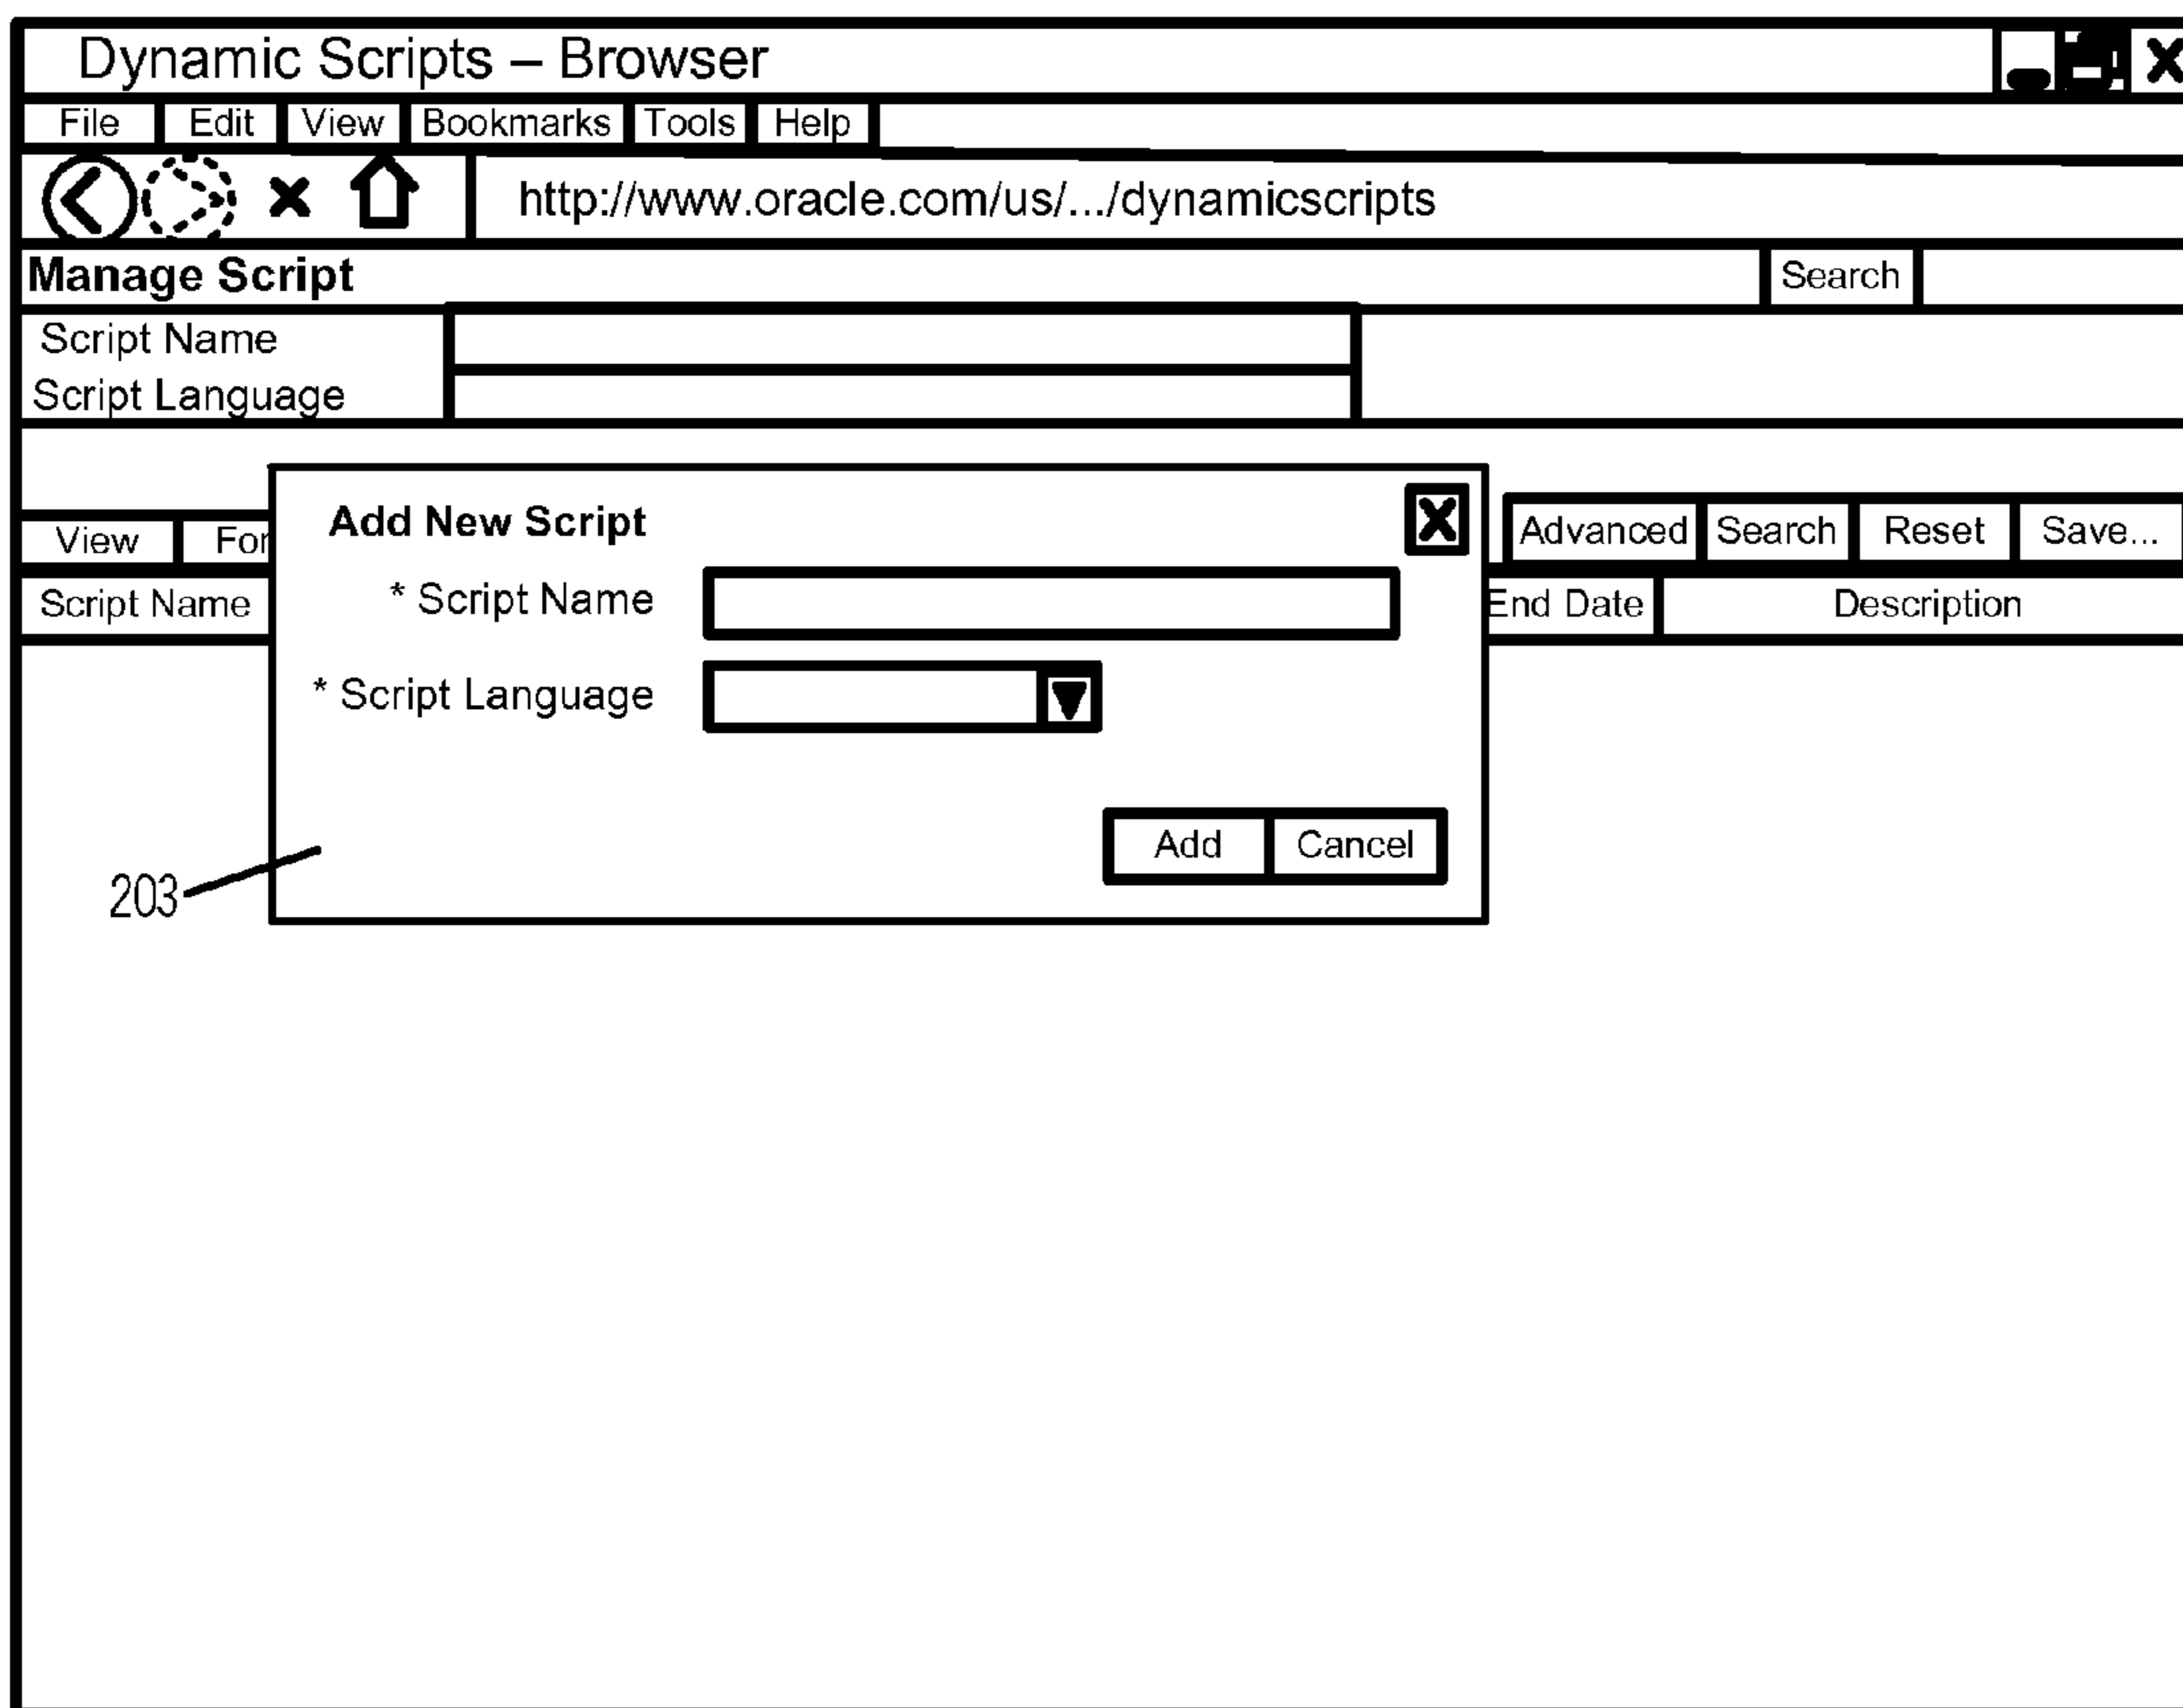 Dynamic Scripts – Browser
File Edit View Bookmarks Tools Help
http://www.oracle.com/us/.../dynamicscripts
Manage Script Search
Script Name
Script Language
Add New Script
Advanced Search Reset Save...
View For
* Script Name
Script Name End Date Description
* Script Language
Add Cancel
203